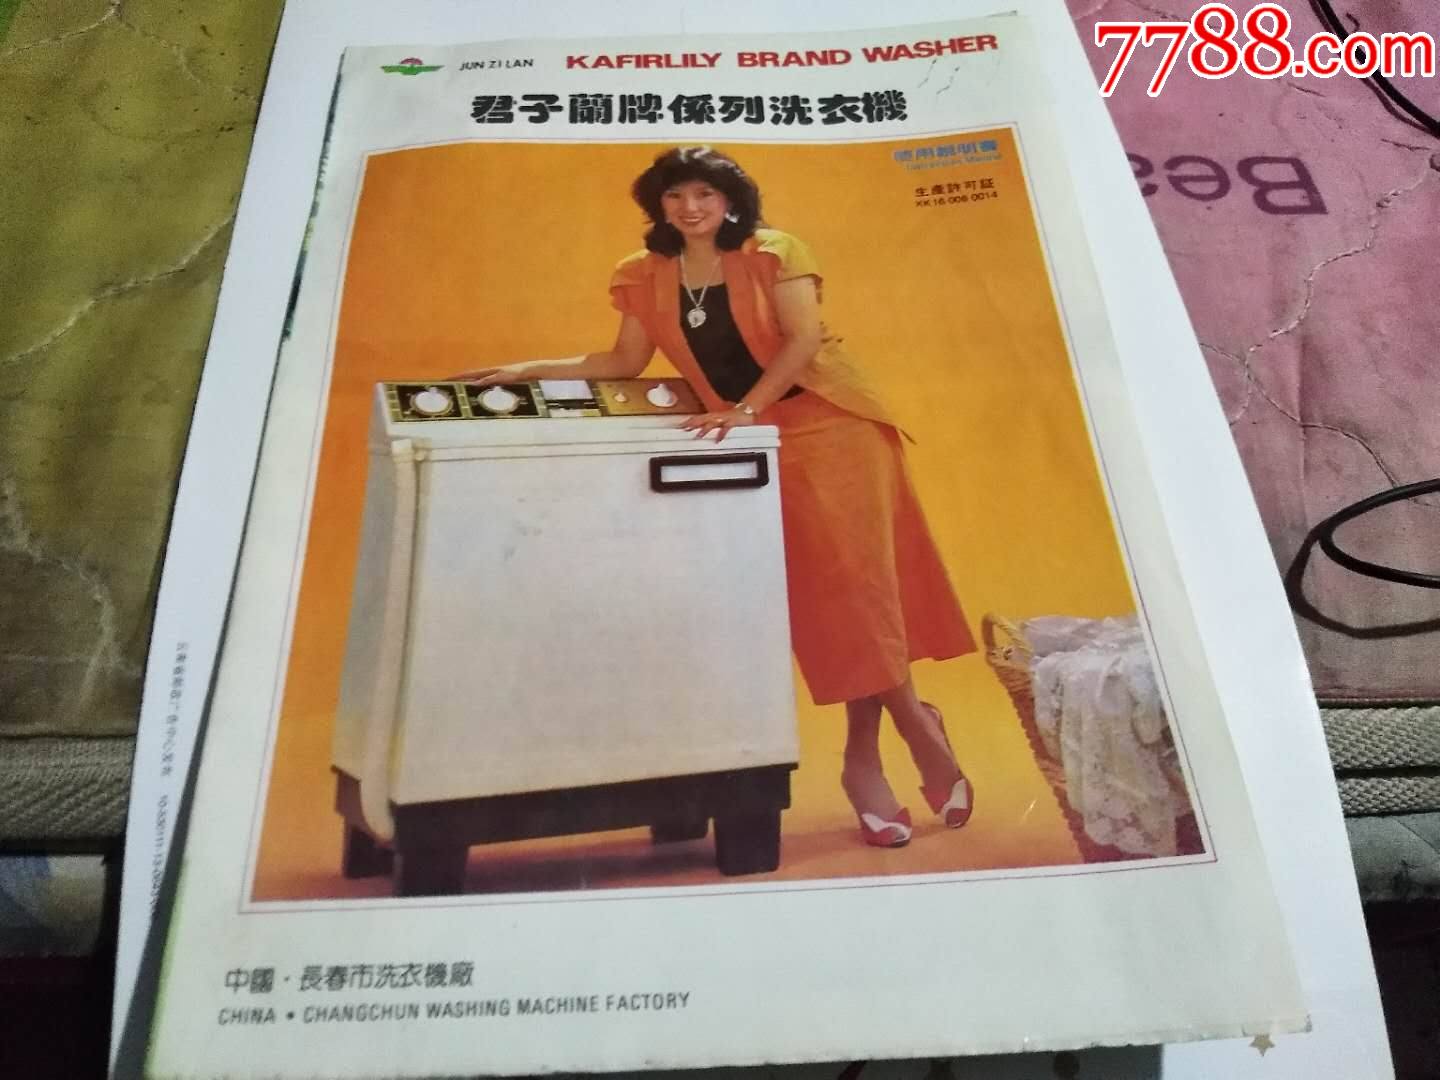 7788.com
JUN ZI LAN KAFIRLILY BRAND WASHER
君子蘭牌係列洗衣機
使用説明書
生產許可証
XK16-006 0014
中國·長春市洗衣機廠
CHINA • CHANGCHUN WASHING MACHINE FACTORY
Bea